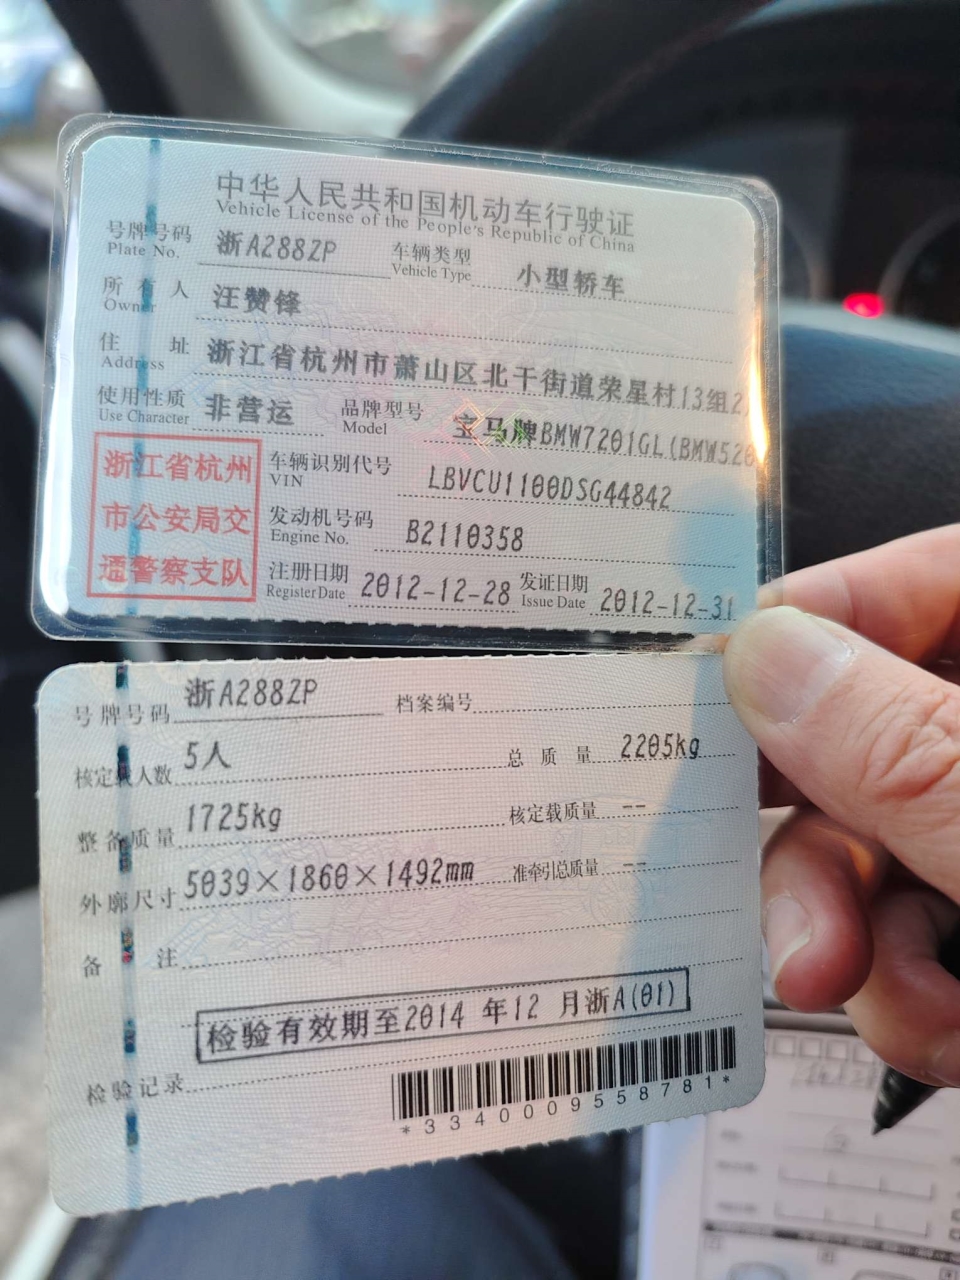 中华人民共和国机动车行驶证
Vehicle License of the People's Republic of China
号牌号码 浙A288ZP 车辆类型 小型轿车
Plate No. Vehicle Type
所有人 汪赞锋
Owner
住址 浙江省杭州市萧山区北干街道荣星村13组2
Address
使用性质 非营运 品牌型号 宝马牌BMW7201GL(BMW520
Use Character Model
浙江省杭州
市公安局交
通警察支队
车辆识别代号 LBVCU1100DSG44842
VIN
发动机号码 B2110358
Engine No.
注册日期 2012-12-28 发证日期 2012-12-31
Register Date Issue Date
号牌号码 浙A288ZP 档案编号
核定载人数 5人 总质量 2205kg
整备质量 1725kg 核定载质量 --
外廓尺寸 5039×1860×1492mm 准牵引总质量 --
备注
检验有效期至2014 年12 月浙A(01)
检验记录
*3340009558781*